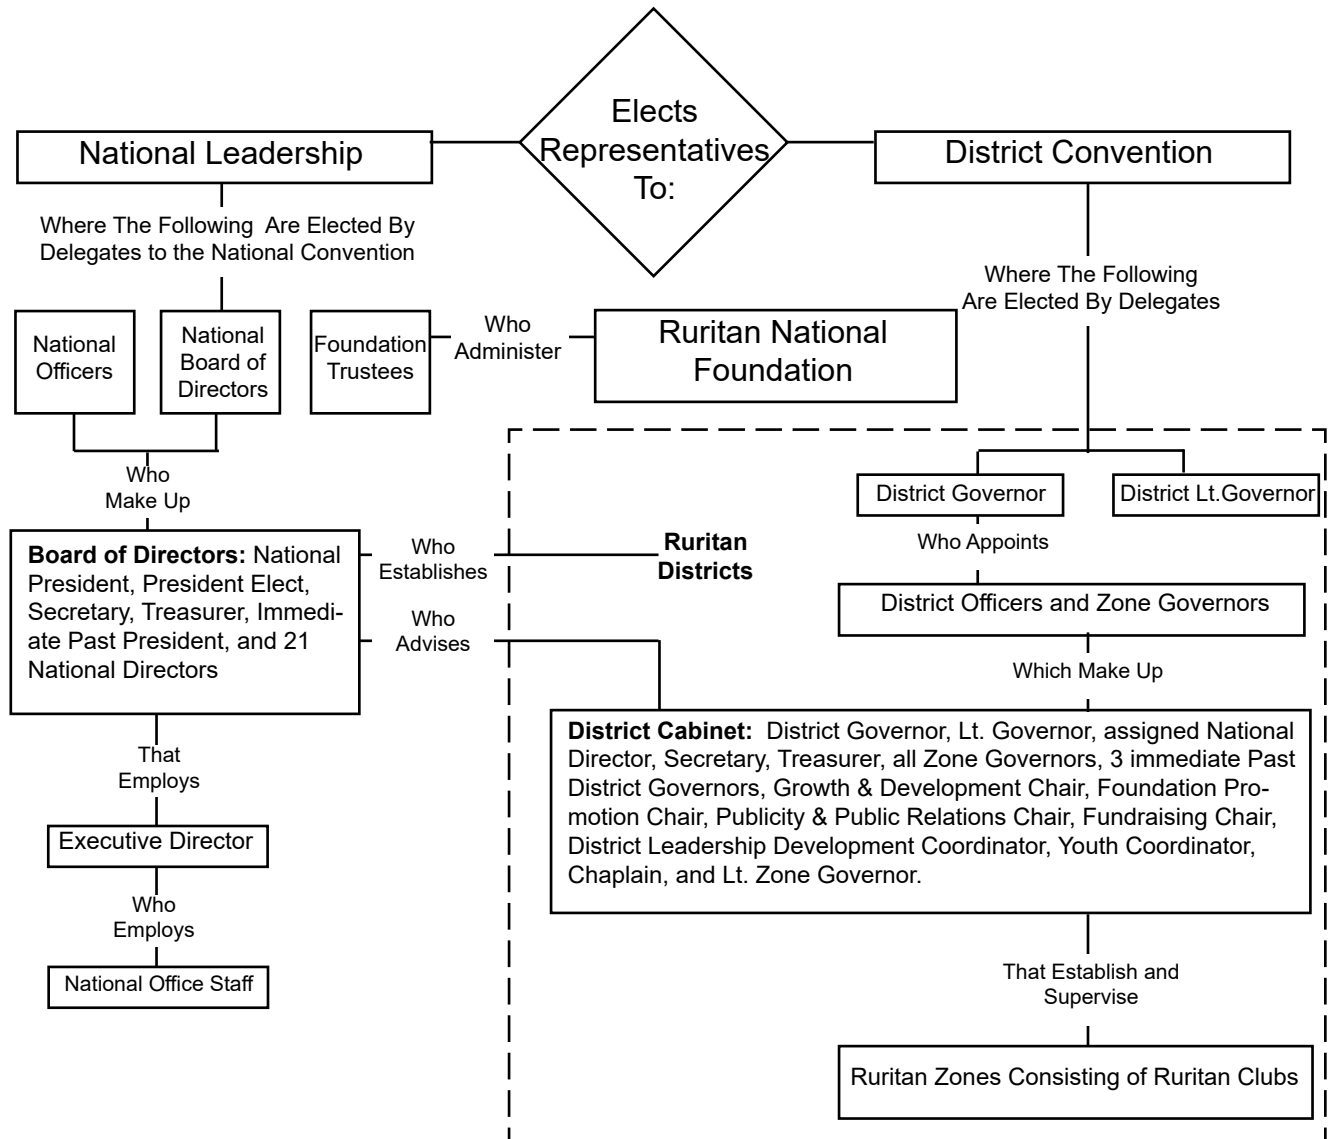 Elects
Representatives
To:
National Leadership
District Convention
Where The Following Are Elected By
Delegates to the National Convention
Where The Following
Are Elected By Delegates
National
Officers
National
Board of
Directors
Foundation
Trustees
Who
Administer
Ruritan National
Foundation
Who
Make Up
District Governor
District Lt.Governor
Who Appoints
Board of Directors: National
President, President Elect,
Secretary, Treasurer, Immedi-
ate Past President, and 21
National Directors
Who
Establishes
Ruritan
Districts
Who
Advises
District Officers and Zone Governors
Which Make Up
District Cabinet: District Governor, Lt. Governor, assigned National
Director, Secretary, Treasurer, all Zone Governors, 3 immediate Past
District Governors, Growth & Development Chair, Foundation Pro-
motion Chair, Publicity & Public Relations Chair, Fundraising Chair,
District Leadership Development Coordinator, Youth Coordinator,
Chaplain, and Lt. Zone Governor.
That
Employs
Executive Director
Who
Employs
National Office Staff
That Establish and
Supervise
Ruritan Zones Consisting of Ruritan Clubs